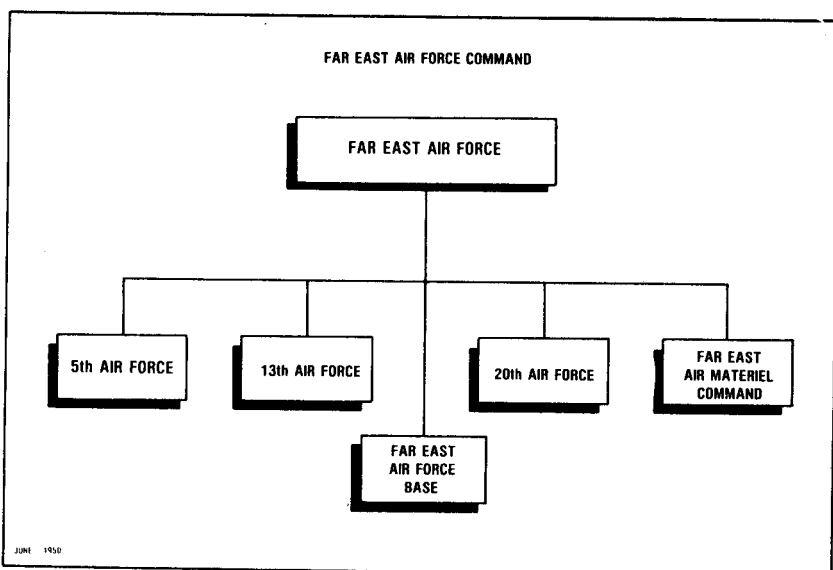 FAR EAST AIR FORCE COMMAND
FAR EAST AIR FORCE
5th AIR FORCE
13th AIR FORCE
20th AIR FORCE
FAR EAST
AIR MATERIEL
COMMAND
FAR EAST
AIR FORCE
BASE
JUNE 1950